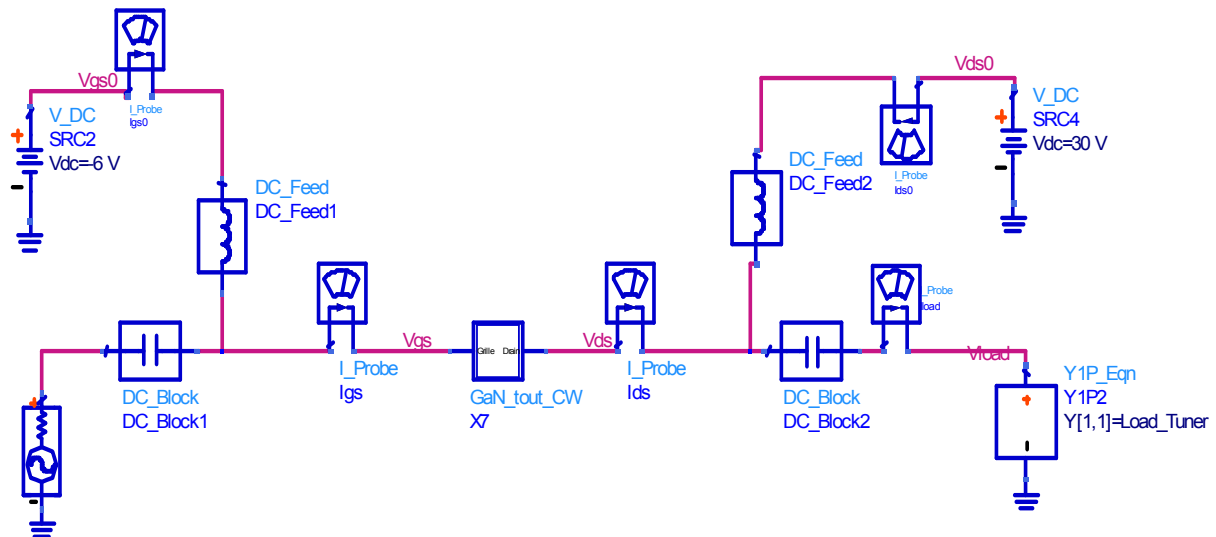 Vgs0
I_Probe
Igs0
V_DC
SRC2
Vdc=-6 V
DC_Feed
DC_Feed1
DC_Block
DC_Block1
I_Probe
Igs
Vgs
Grille Drain
GaN_tout_CW
X7
Vds
I_Probe
Ids
DC_Feed
DC_Feed2
I_Probe
Ids0
Vds0
V_DC
SRC4
Vdc=30 V
DC_Block
DC_Block2
I_Probe
Iload
Vload
Y1P_Eqn
Y1P2
Y[1,1]=Load_Tuner